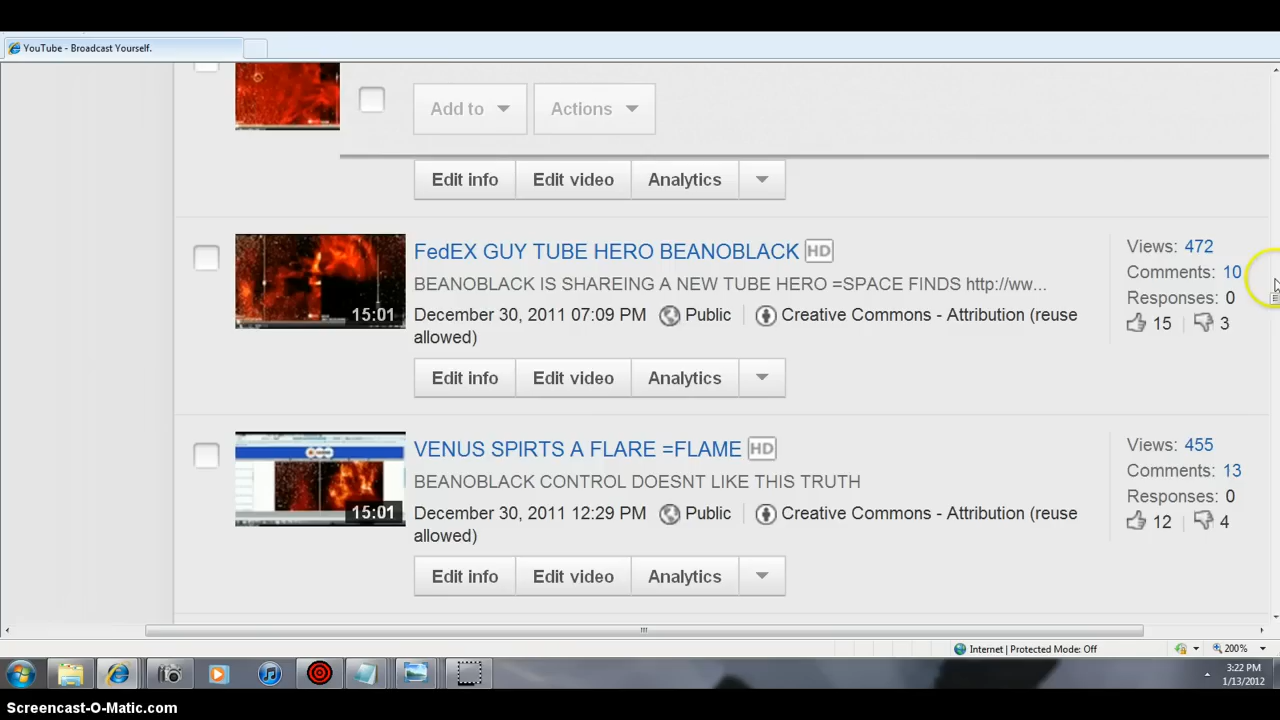 YouTube - Broadcast Yourself.
Add to
Actions
Edit info
Edit video
Analytics
FedEX GUY TUBE HERO BEANOBLACK HD
Views: 472
BEANOBLACK IS SHAREING A NEW TUBE HERO =SPACE FINDS http://ww...
Comments: 10
Responses: 0
December 30, 2011 07:09 PM Public Creative Commons - Attribution (reuse
allowed)
15 3
15:01
Edit info
Edit video
Analytics
VENUS SPIRTS A FLARE =FLAME HD
Views: 455
BEANOBLACK CONTROL DOESNT LIKE THIS TRUTH
Comments: 13
Responses: 0
December 30, 2011 12:29 PM Public Creative Commons - Attribution (reuse
allowed)
12 4
15:01
Edit info
Edit video
Analytics
Internet | Protected Mode: Off
200%
3:22 PM
1/13/2012
Screencast-O-Matic.com